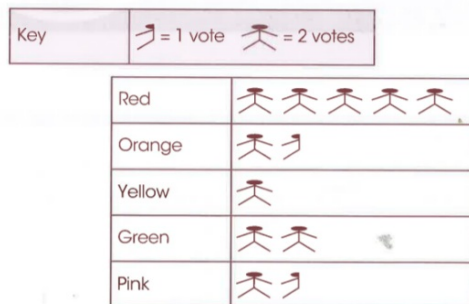 Key = 1 vote = 2 votes
Red
Orange
Yellow
Green
Pink